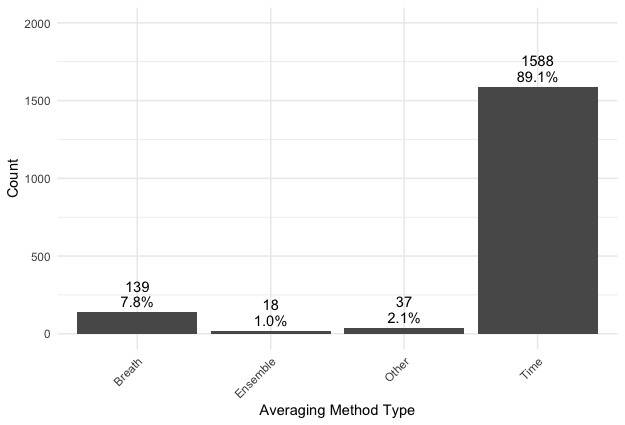 2000
1500
1000
500
0
Count
139
7.8%
18
1.0%
37
2.1%
1588
89.1%
Breath
Ensemble
Other
Time
Averaging Method Type